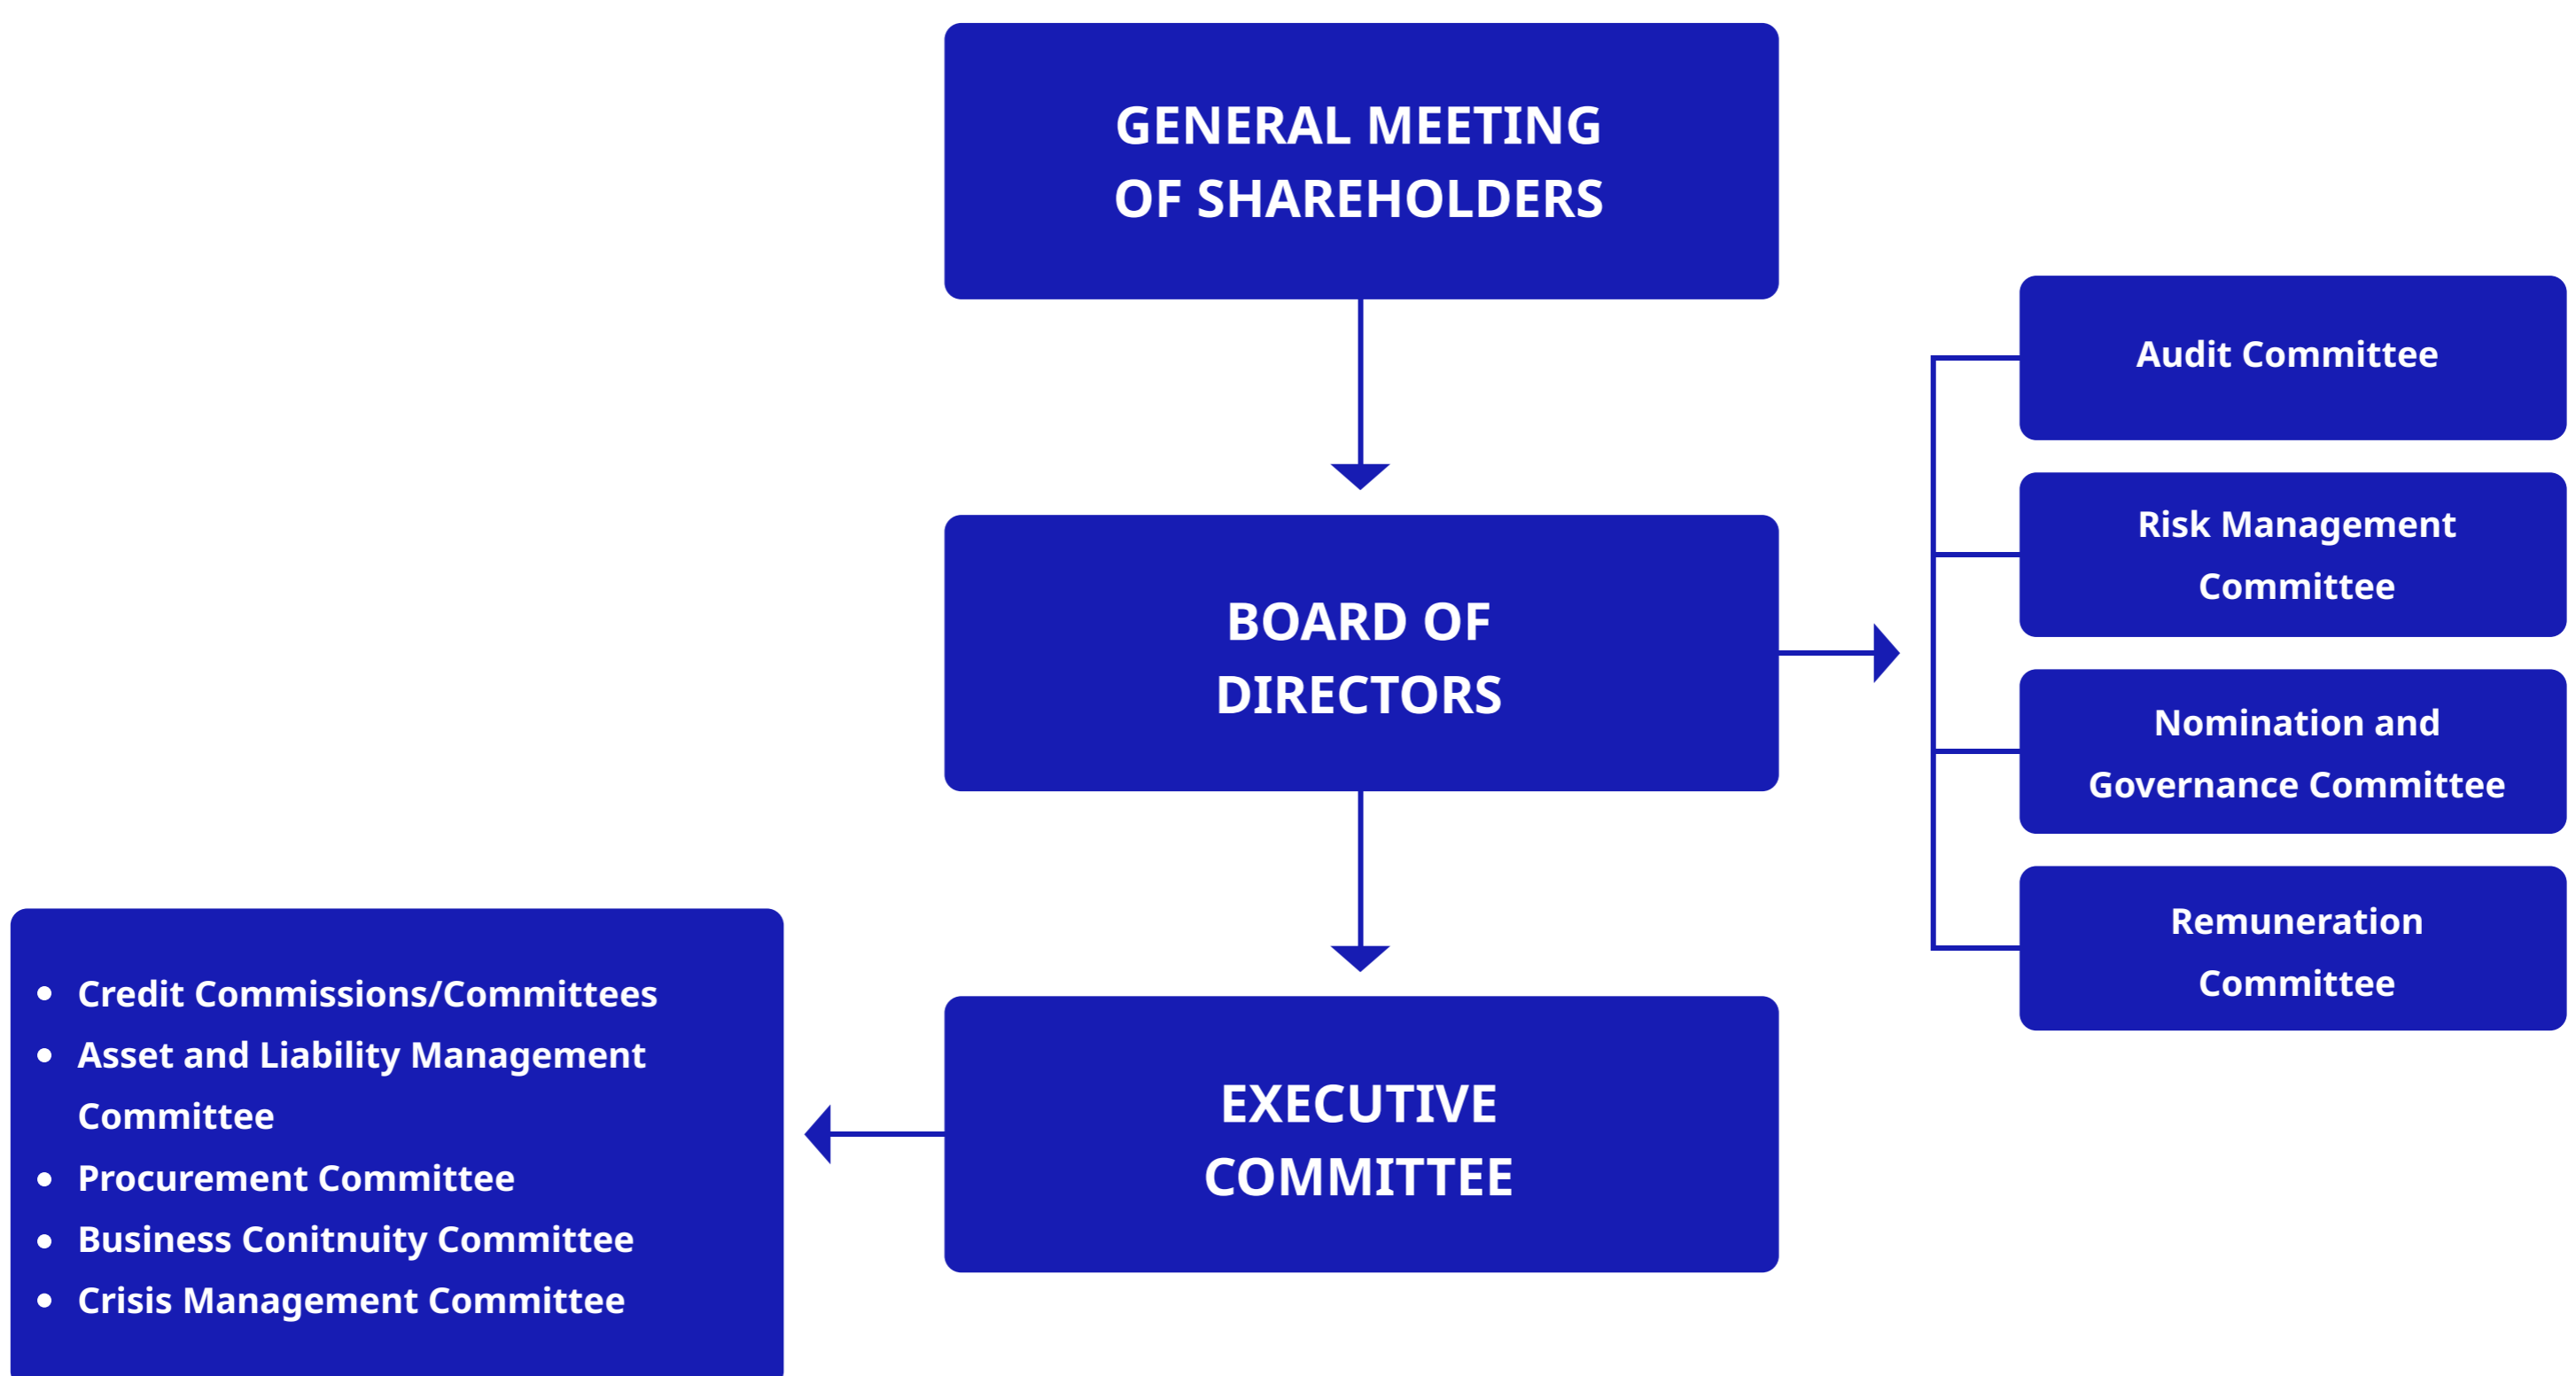 GENERAL MEETING
OF SHAREHOLDERS
Audit Committee
Risk Management
Committee
BOARD OF
DIRECTORS
Nomination and
Governance Committee
Remuneration
Committee
EXECUTIVE
COMMITTEE
• Credit Commissions/Committees
• Asset and Liability Management
Committee
• Procurement Committee
• Business Conitnuity Committee
• Crisis Management Committee